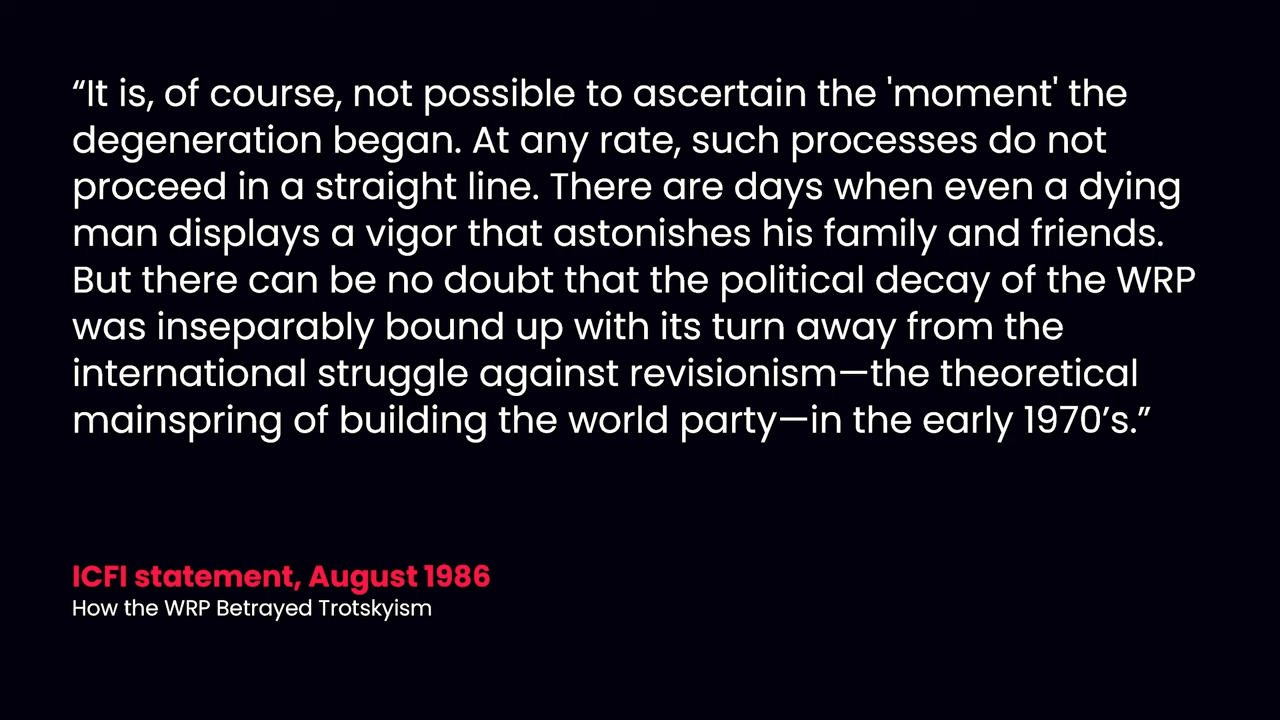 “It is, of course, not possible to ascertain the 'moment' the
degeneration began. At any rate, such processes do not
proceed in a straight line. There are days when even a dying
man displays a vigor that astonishes his family and friends.
But there can be no doubt that the political decay of the WRP
was inseparably bound up with its turn away from the
international struggle against revisionism—the theoretical
mainspring of building the world party—in the early 1970’s.”
ICFI statement, August 1986
How the WRP Betrayed Trotskyism